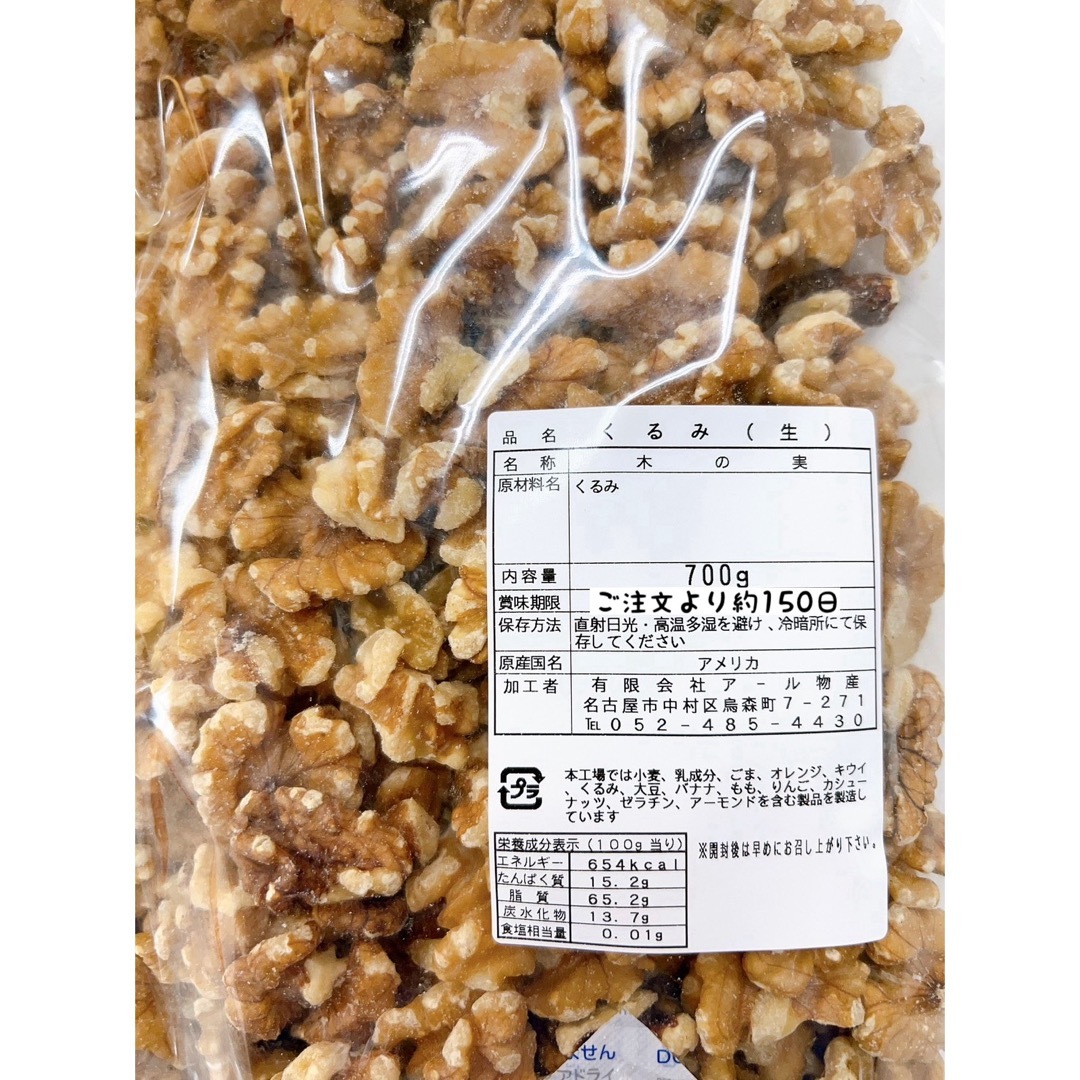 品名 くるみ(生)
名称 木の実
原材料名 くるみ
内容量 700g
賞味期限 ご注文より約150日
保存方法 直射日光・高温多湿を避け、冷暗所にて保
存してください
原産国名 アメリカ
加工者 有限会社アール物産
名古屋市中村区烏森町7-271
℡052-485-4430
プラ
本工場では小麦、乳成分、ごま、オレンジ、キウイ
、くるみ、大豆、バナナ、もも、りんご、カシュー
ナッツ、ゼラチン、アーモンドを含む製品を製造し
ています
※開封後は早めにお召し上がり下さい。
栄養成分表示(100g当り)
エネルギー 654kcal
たんぱく質 15.2g
脂質 65.2g
炭水化物 13.7g
食塩相当量 0.01g
ません
アドライ